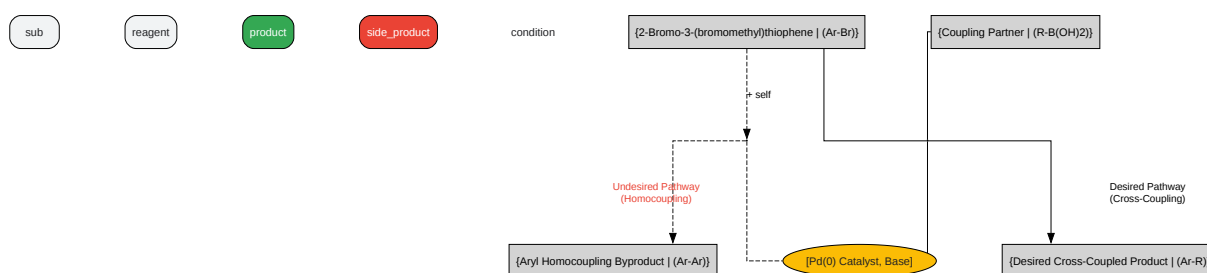 sub
reagent
product
side_product
condition
{2-Bromo-3-(bromomethyl)thiophene | (Ar-Br)}
{Coupling Partner | (R-B(OH)2)}
+ self
Undesired Pathway
(Homocoupling)
Desired Pathway
(Cross-Coupling)
{Aryl Homocoupling Byproduct | (Ar-Ar)}
[Pd(0) Catalyst, Base]
{Desired Cross-Coupled Product | (Ar-R)